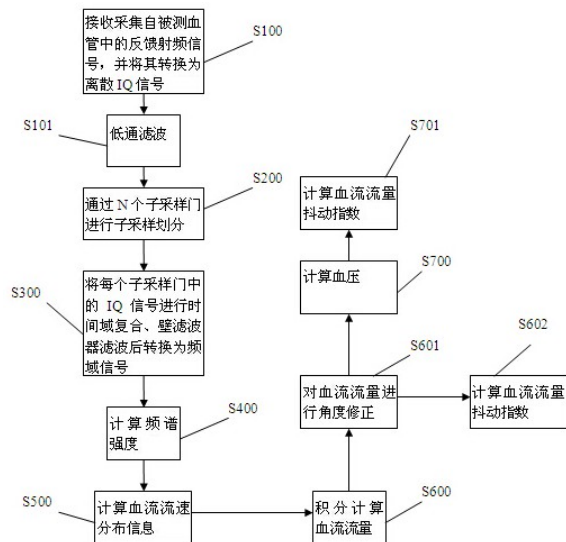 接收采集自被测血
管中的反馈射频信
号，并将其转换为
离散 IQ 信号
S100
S101
低通滤波
通过 N 个子采样门
进行子采样划分
S200
S300
将每个子采样门中
的 IQ 信号进行时
间域复合、壁滤波
器滤波后转换为频
域信号
计算频谱
强度
S400
S500
计算血流流速
分布信息
积分计算
血流流量
S600
对血流流量进
行角度修正
S601
计算血流流量
抖动指数
S602
计算血压
S700
计算血流流量
抖动指数
S701